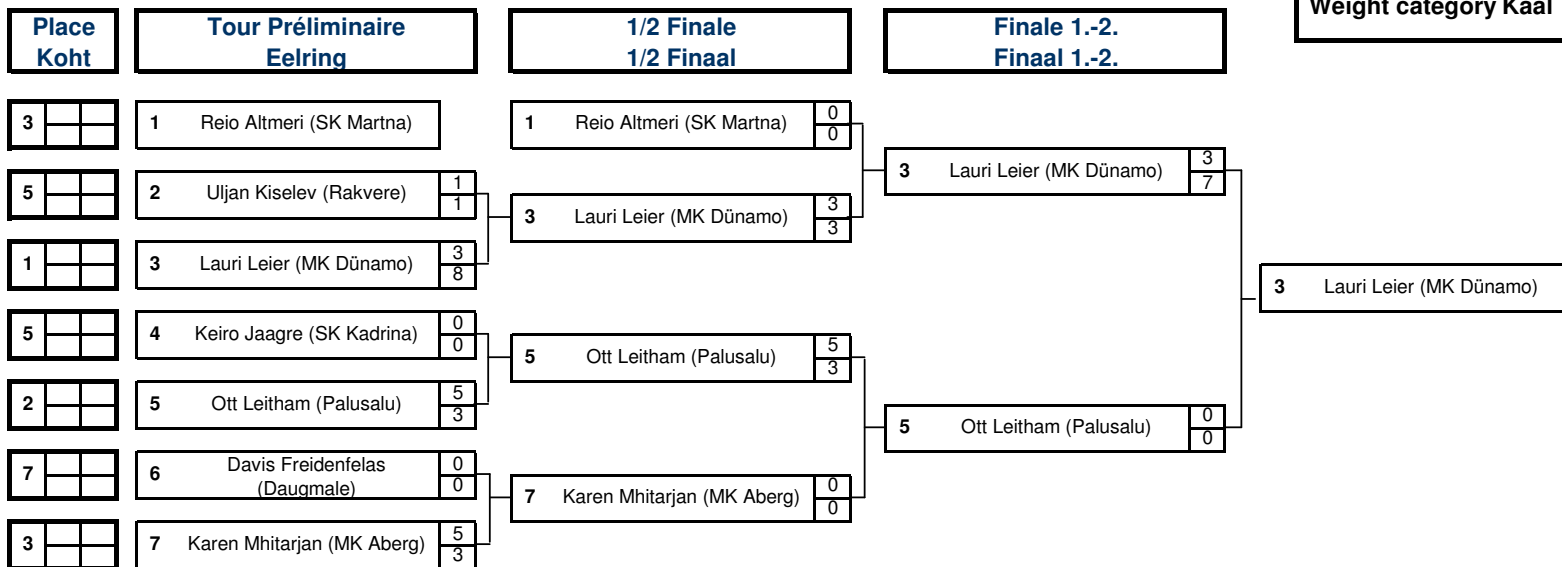 Weight category Kaal
Place
Koht
Tour Préliminaire
Eelring
1/2 Finale
1/2 Finaal
Finale 1.-2.
Finaal 1.-2.
3
1 Reio Altmeri (SK Martna)
1 Reio Altmeri (SK Martna) 0
0
3 Lauri Leier (MK Dünamo) 3
7
5
2 Uljan Kiselev (Rakvere) 1
1
3 Lauri Leier (MK Dünamo) 3
3
1
3 Lauri Leier (MK Dünamo) 3
8
3 Lauri Leier (MK Dünamo)
5
4 Keiro Jaagre (SK Kadrina) 0
0
5 Ott Leitham (Palusalu) 5
3
2
5 Ott Leitham (Palusalu) 5
3
5 Ott Leitham (Palusalu) 0
0
7
6 Davis Freidenfelas 0
(Daugmale) 0
7 Karen Mhitarjan (MK Aberg) 0
0
3
7 Karen Mhitarjan (MK Aberg) 5
3